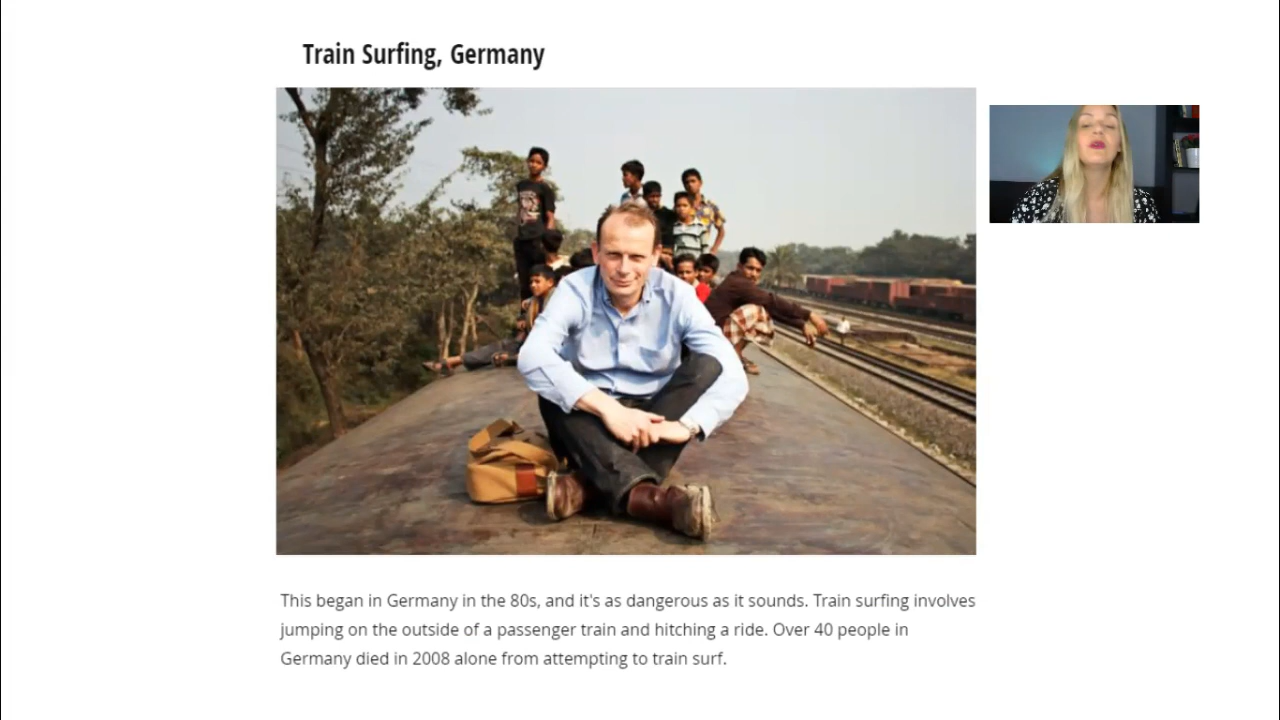 Train Surfing, Germany
This began in Germany in the 80s, and it's as dangerous as it sounds. Train surfing involves
jumping on the outside of a passenger train and hitching a ride. Over 40 people in
Germany died in 2008 alone from attempting to train surf.